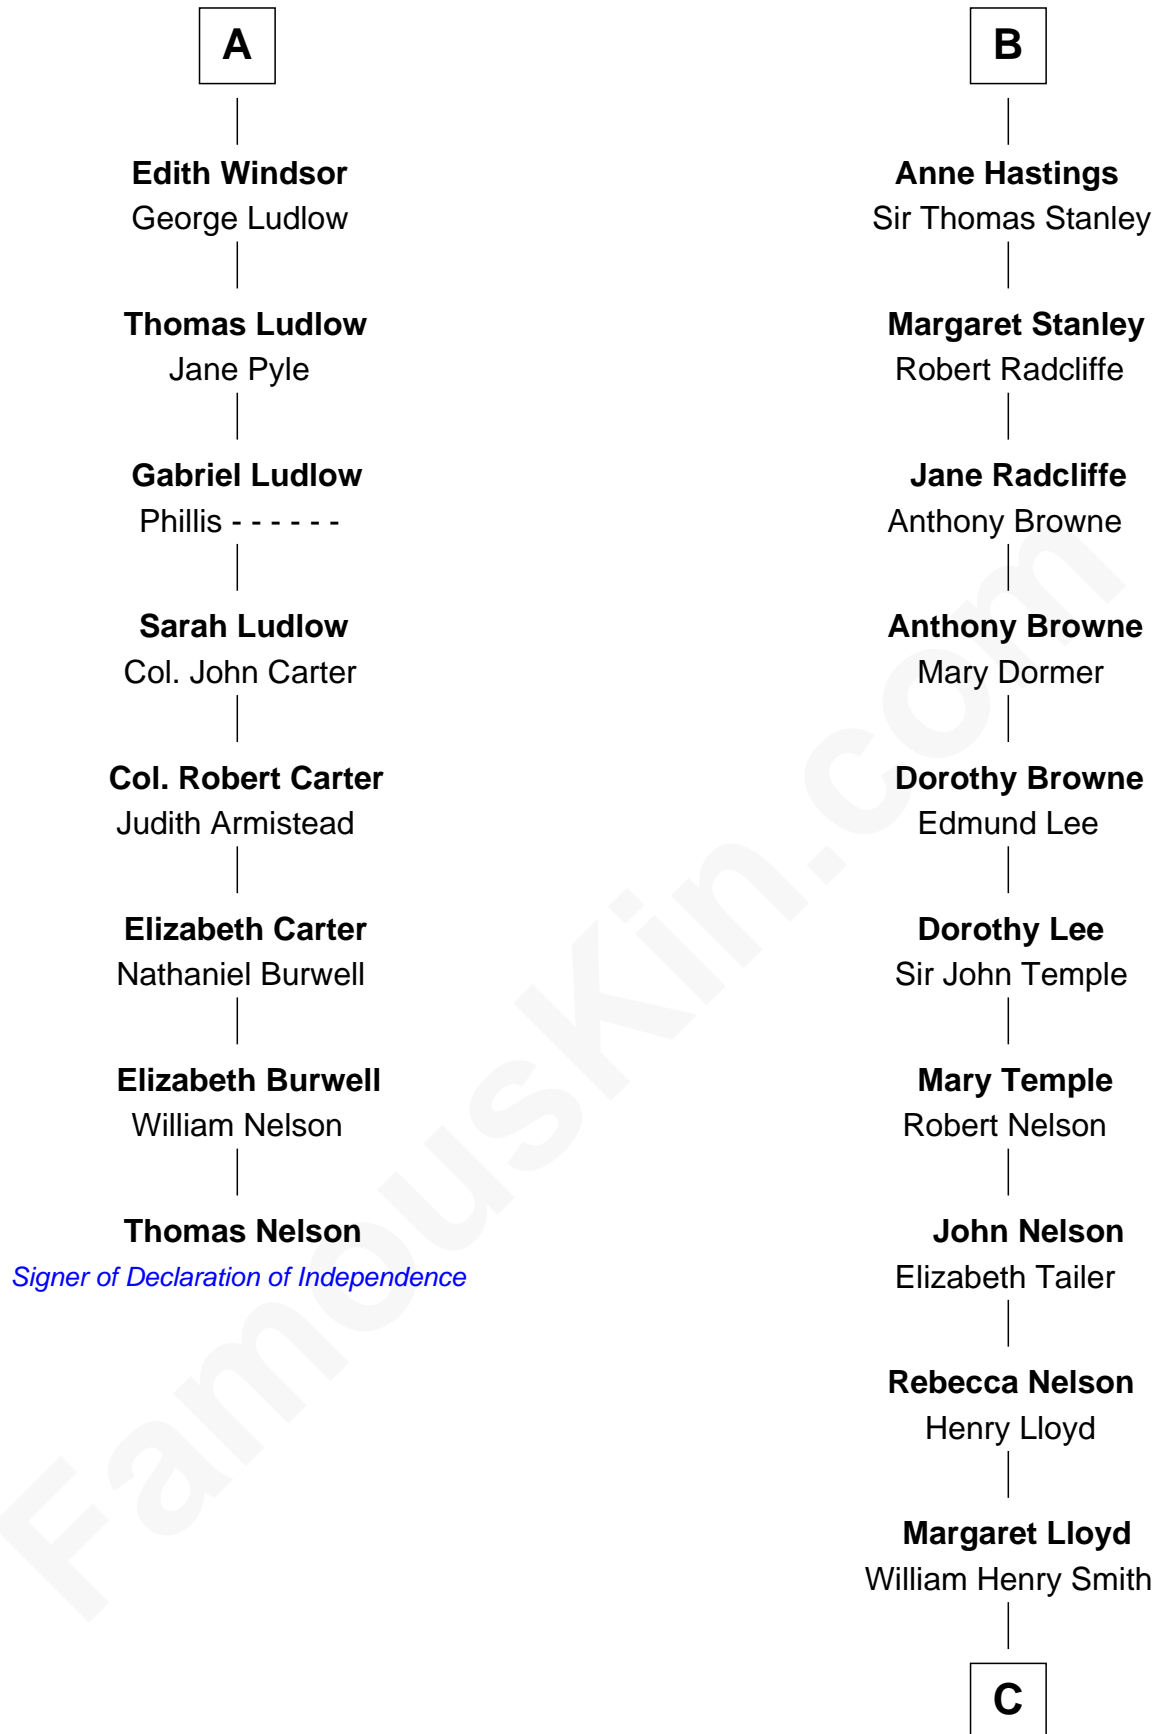 A
Edith Windsor
George Ludlow
Thomas Ludlow
Jane Pyle
Gabriel Ludlow
Phillis - - - - - -
Sarah Ludlow
Col. John Carter
Col. Robert Carter
Judith Armistead
Elizabeth Carter
Nathaniel Burwell
Elizabeth Burwell
William Nelson
Thomas Nelson
Signer of Declaration of Independence
B
Anne Hastings
Sir Thomas Stanley
Margaret Stanley
Robert Radcliffe
Jane Radcliffe
Anthony Browne
Anthony Browne
Mary Dormer
Dorothy Browne
Edmund Lee
Dorothy Lee
Sir John Temple
Mary Temple
Robert Nelson
John Nelson
Elizabeth Tailer
Rebecca Nelson
Henry Lloyd
Margaret Lloyd
William Henry Smith
C
FamousKin.com